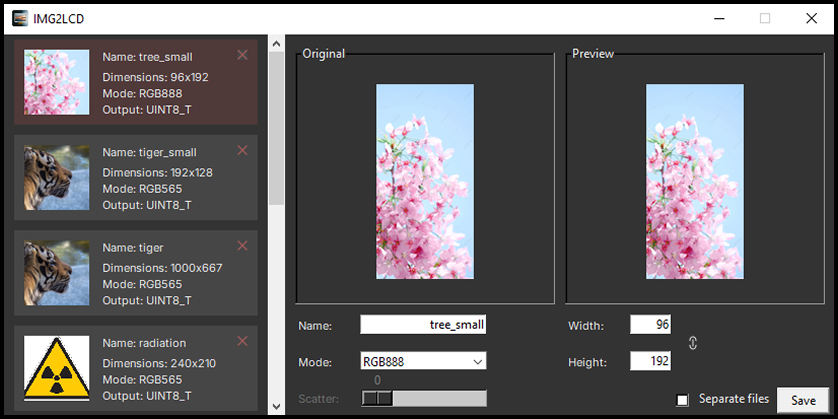 IMG2LCD
Name: tree_small
Dimensions: 96x192
Mode: RGB888
Output: UINT8_T
Name: tiger_small
Dimensions: 192x128
Mode: RGB565
Output: UINT8_T
Name: tiger
Dimensions: 1000x667
Mode: RGB565
Output: UINT8_T
Name: radiation
Dimensions: 240x210
Mode: RGB565
Output: UINT8_T
Original
Preview
Name: tree_small
Width: 96
Mode: RGB888
Height: 192
0
Scatter:
Separate files
Save